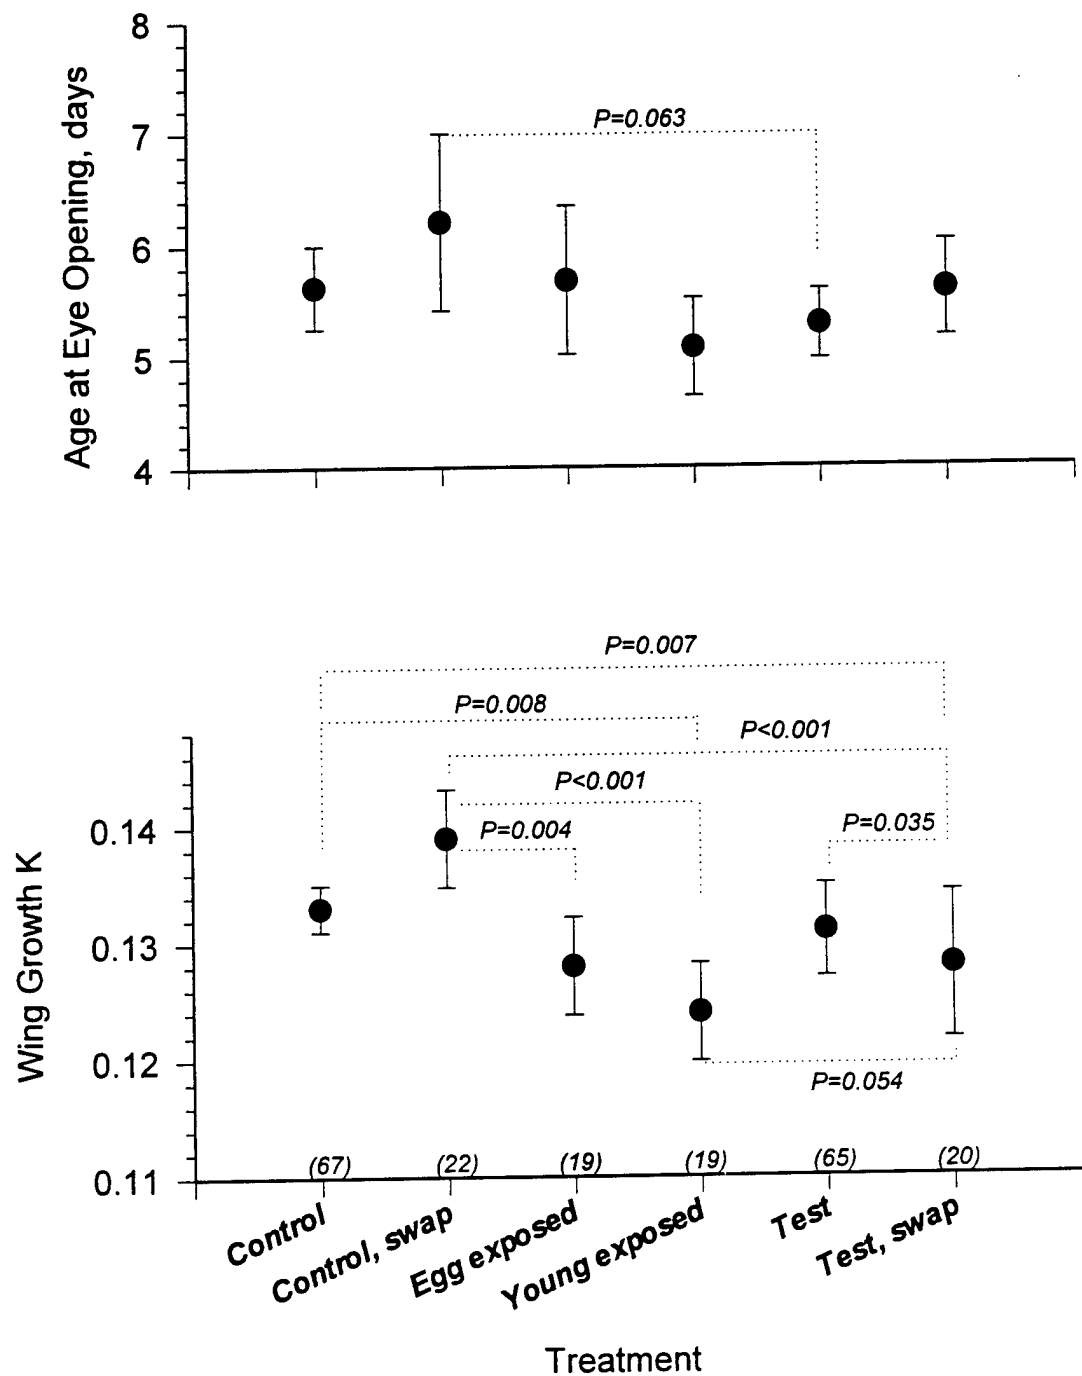 8
7
6
5
4
Age at Eye Opening, days
P=0.063
P=0.007
P=0.008
P<0.001
P<0.001
P=0.004
P=0.035
P=0.054
0.14
0.13
0.12
0.11
Wing Growth K
(67) (22) (19) (19) (65) (20)
Control
Control, swap
Egg exposed
Young exposed
Test
Test, swap
Treatment